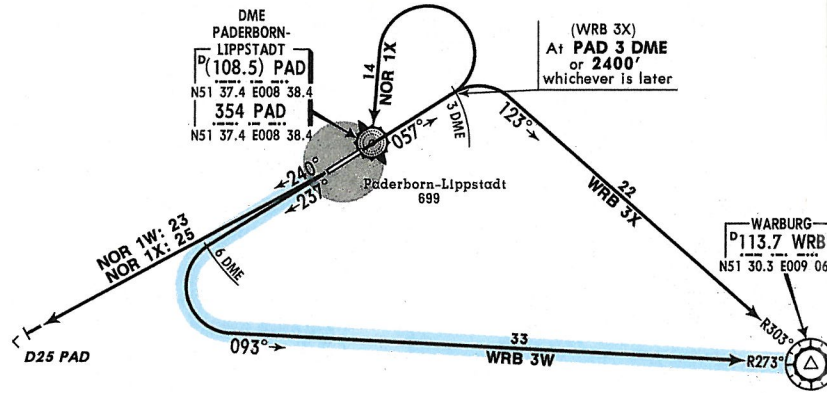 DME
PADERBORN-
LIPPSTADT
D(108.5) PAD
N51 37.4 E008 38.4
354 PAD
N51 37.4 E008 38.4
14
NOR 1X
(WRB 3X)
At PAD 3 DME
or 2400'
whichever is later
057°
3 DME
123°
22
WRB 3X
240°
237°
Paderborn-Lippstadt
699
NOR 1W: 23
NOR 1X: 25
6 DME
D25 PAD
WARBURG
D113.7 WRB
N51 30.3 E009 06
R303°
R273°
093°
33
WRB 3W